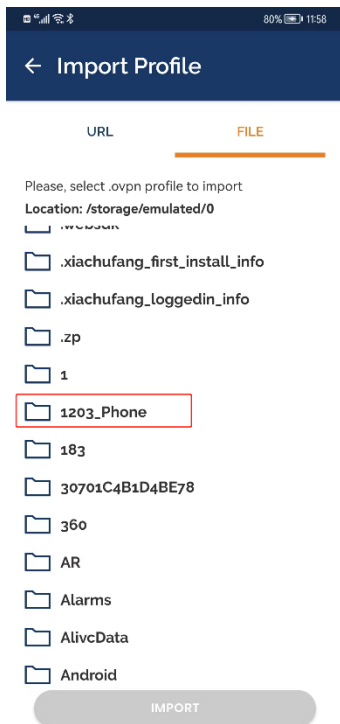 80% 11:58
Import Profile
URL FILE
Please, select .ovpn profile to import
Location: /storage/emulated/0
.websdk
.xiachufang_first_install_info
.xiachufang_loggedin_info
.zp
1
1203_Phone
183
30701C4B1D4BE78
360
AR
Alarms
AlivcData
Android
IMPORT